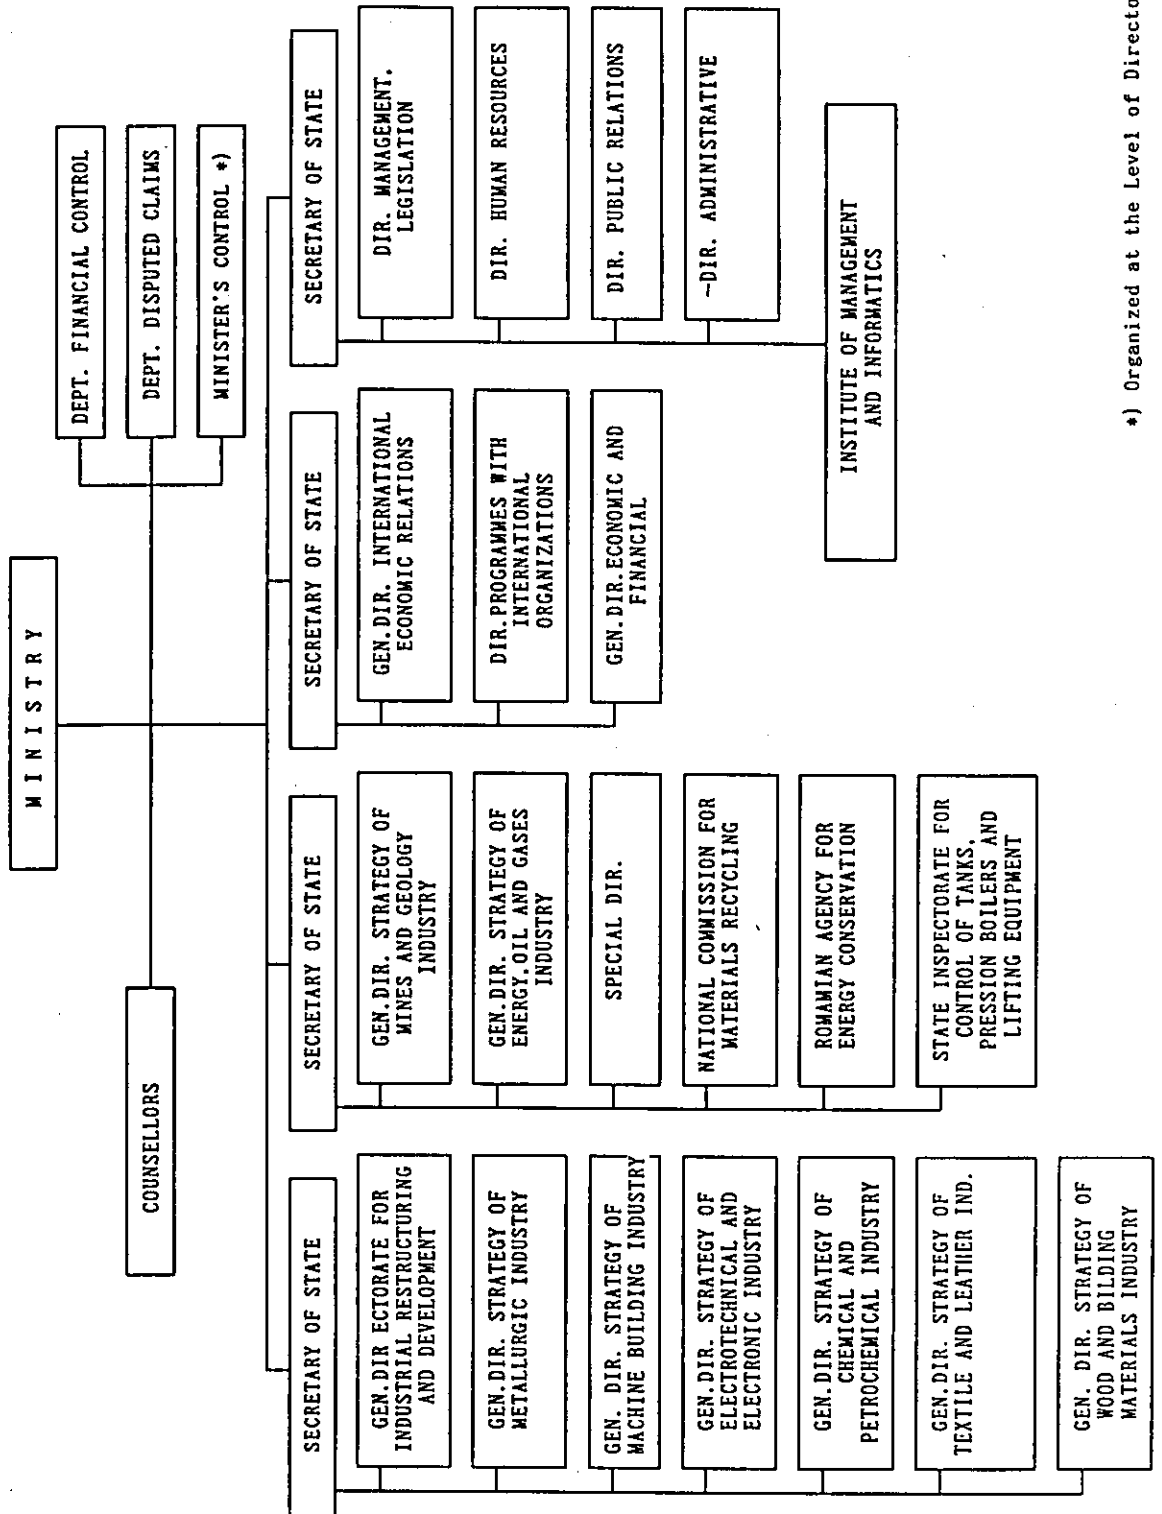 M I N I S T R Y
COUNSELLORS
DEPT. FINANCIAL CONTROL
DEPT. DISPUTED CLAIMS
MINISTER'S CONTROL *)
SECRETARY OF STATE
GEN.DIR ECTORATE FOR
INDUSTRIAL RESTRUCTURING
AND DEVELOPMENT
GEN.DIR. STRATEGY OF
METALLURGIC INDUSTRY
GEN. DIR. STRATEGY OF
MACHINE BUILDING INDUSTRY
GEN.DIR. STRATEGY OF
ELECTROTECHNICAL AND
ELECTRONIC INDUSTRY
GEN.DIR. STRATEGY OF
CHEMICAL AND
PETROCHEMICAL INDUSTRY
GEN.DIR. STRATEGY OF
TEXTILE AND LEATHER IND.
GEN. DIR. STRATEGY OF
WOOD AND BILDING
MATERIALS INDUSTRY
SECRETARY OF STATE
GEN.DIR. STRATEGY OF
MINES AND GEOLOGY
INDUSTRY
GEN.DIR. STRATEGY OF
ENERGY.OIL AND GASES
INDUSTRY
SPECIAL DIR.
NATIONAL COMMISSION FOR
MATERIALS RECYCLING
ROMAMIAN AGENCY FOR
ENERGY CONSERVATION
STATE INSPECTORATE FOR
CONTROL OF TANKS,
PRESSION BOILERS AND
LIFTING EQUIPMENT
SECRETARY OF STATE
GEN.DIR. INTERNATIONAL
ECONOMIC RELATIONS
DIR.PROGRAMMES WITH
INTERNATIONAL
ORGANIZATIONS
GEN.DIR.ECONOMIC AND
FINANCIAL
SECRETARY OF STATE
DIR. MANAGEMENT.
LEGISLATION
DIR. HUMAN RESOURCES
DIR. PUBLIC RELATIONS
-DIR. ADMINISTRATIVE
INSTITUTE OF MANAGEMENT
AND INFORMATICS
*) Organized at the Level of Directo